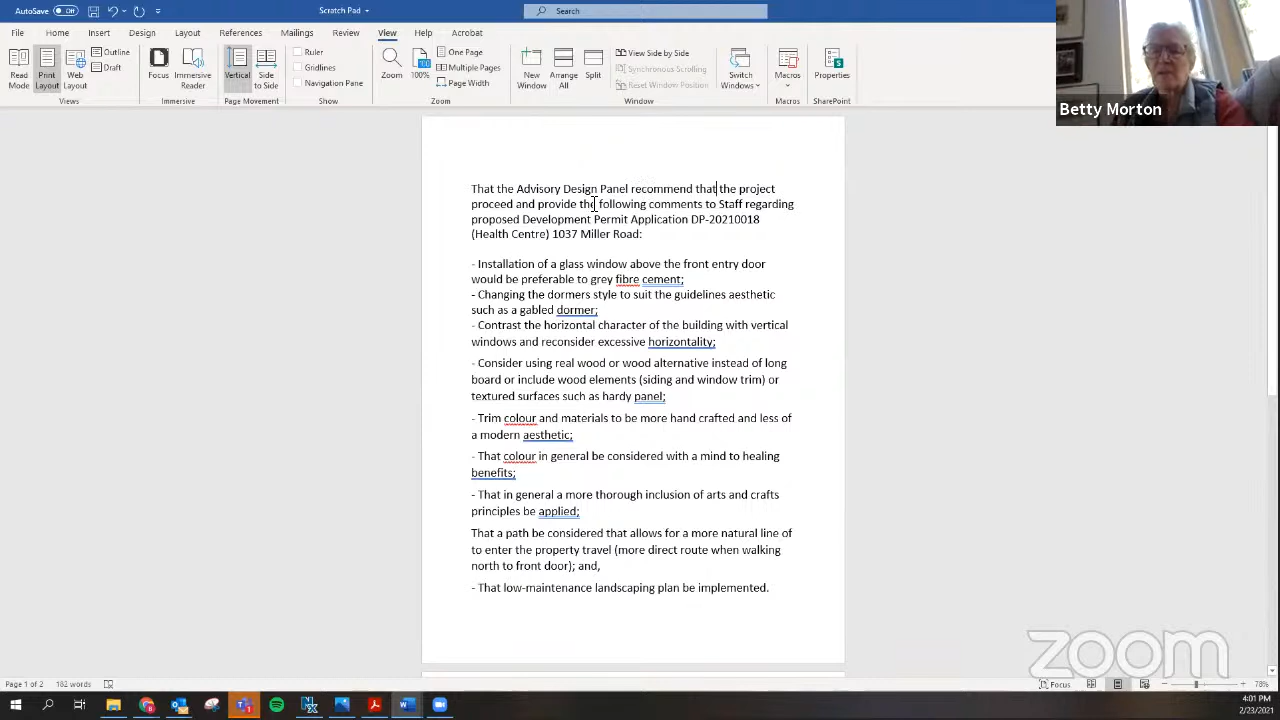 AutoSave Off
Scratch Pad
Search
File Home Insert Design Layout References Mailings Review View Help Acrobat
Read Mode
Print Layout
Web Layout
Outline
Draft
Views
Focus
Immersive Reader
Immersive
Vertical
Side to Side
Page Movement
Ruler
Gridlines
Navigation Pane
Show
Zoom
100%
One Page
Multiple Pages
Page Width
Zoom
New Window
Arrange All
Split
View Side by Side
Synchronous Scrolling
Reset Window Position
Window
Switch Windows
Macros
Macros
Properties
SharePoint
Betty Morton
That the Advisory Design Panel recommend that the project
proceed and provide the following comments to Staff regarding
proposed Development Permit Application DP-20210018
(Health Centre) 1037 Miller Road:
- Installation of a glass window above the front entry door
would be preferable to grey fibre cement;
- Changing the dormers style to suit the guidelines aesthetic
such as a gabled dormer;
- Contrast the horizontal character of the building with vertical
windows and reconsider excessive horizontality;
- Consider using real wood or wood alternative instead of long
board or include wood elements (siding and window trim) or
textured surfaces such as hardy panel;
- Trim colour and materials to be more hand crafted and less of
a modern aesthetic;
- That colour in general be considered with a mind to healing
benefits;
- That in general a more thorough inclusion of arts and crafts
principles be applied;
That a path be considered that allows for a more natural line of
to enter the property travel (more direct route when walking
north to front door); and,
- That low-maintenance landscaping plan be implemented.
zoom
Page 1 of 2 182 words
Focus
78%
4:01 PM
2/23/2021